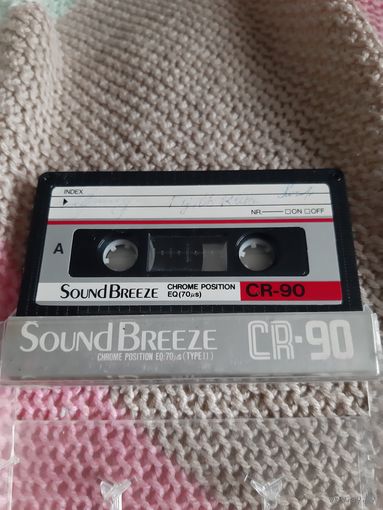 INDEX
NR. ON OFF
A
SOUND BREEZE CHROME POSITION
EQ(70μs) CR-90
SOUND BREEZE CR-90
CHROME POSITION EQ:70μs(TYPE II)